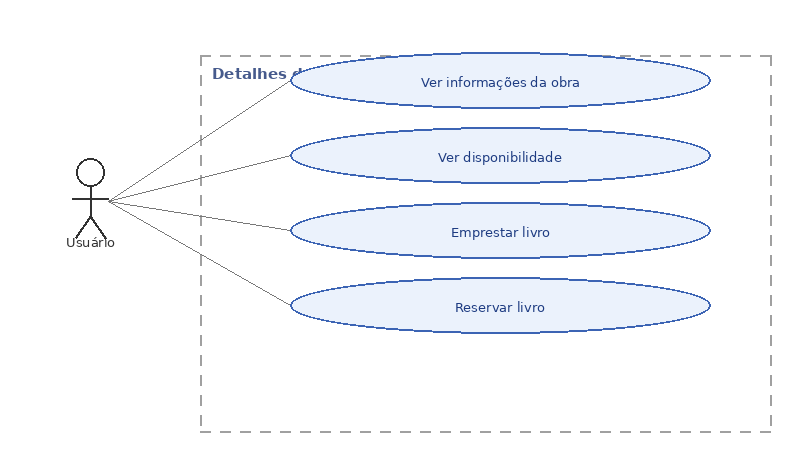 Detalhes
Ver informações da obra
Ver disponibilidade
Emprestar livro
Reservar livro
Usuário